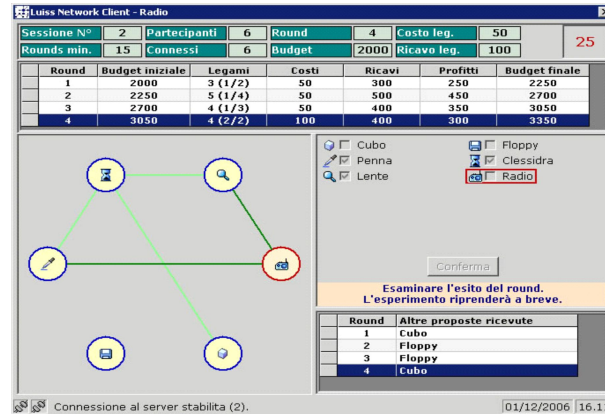 Luiss Network Client - Radio
Sessione N° 2 Partecipanti 6 Round 4 Costo leg. 50
Rounds min. 15 Connessi 6 Budget 2000 Ricavo leg. 100
25
Round Budget iniziale Legami Costi Ricavi Profitti Budget finale
1 2000 3 (1/2) 50 300 250 2250
2 2250 5 (1/4) 50 500 450 2700
3 2700 4 (1/3) 50 400 350 3050
4 3050 4 (2/2) 100 400 300 3350
Cubo Floppy
Penna Clessidra
Lente Radio
Conferma
Esaminare l'esito del round.
L'esperimento riprenderà a breve.
Round Altre proposte ricevute
1 Cubo
2 Floppy
3 Floppy
4 Cubo
Connessione al server stabilita (2). 01/12/2006 16.1